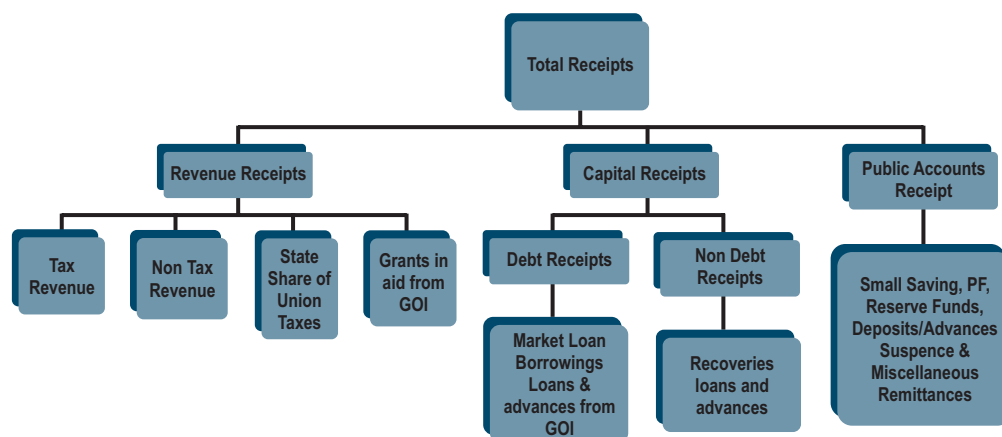 Total Receipts
Revenue Receipts
Capital Receipts
Public Accounts
Receipt
Tax
Revenue
Non Tax
Revenue
State
Share of
Union
Taxes
Grants in
aid from
GOI
Debt Receipts
Non Debt
Receipts
Market Loan
Borrowings
Loans &
advances from
GOI
Recoveries
loans and
advances
Small Saving, PF,
Reserve Funds,
Deposits/Advances
Suspence &
Miscellaneous
Remittances